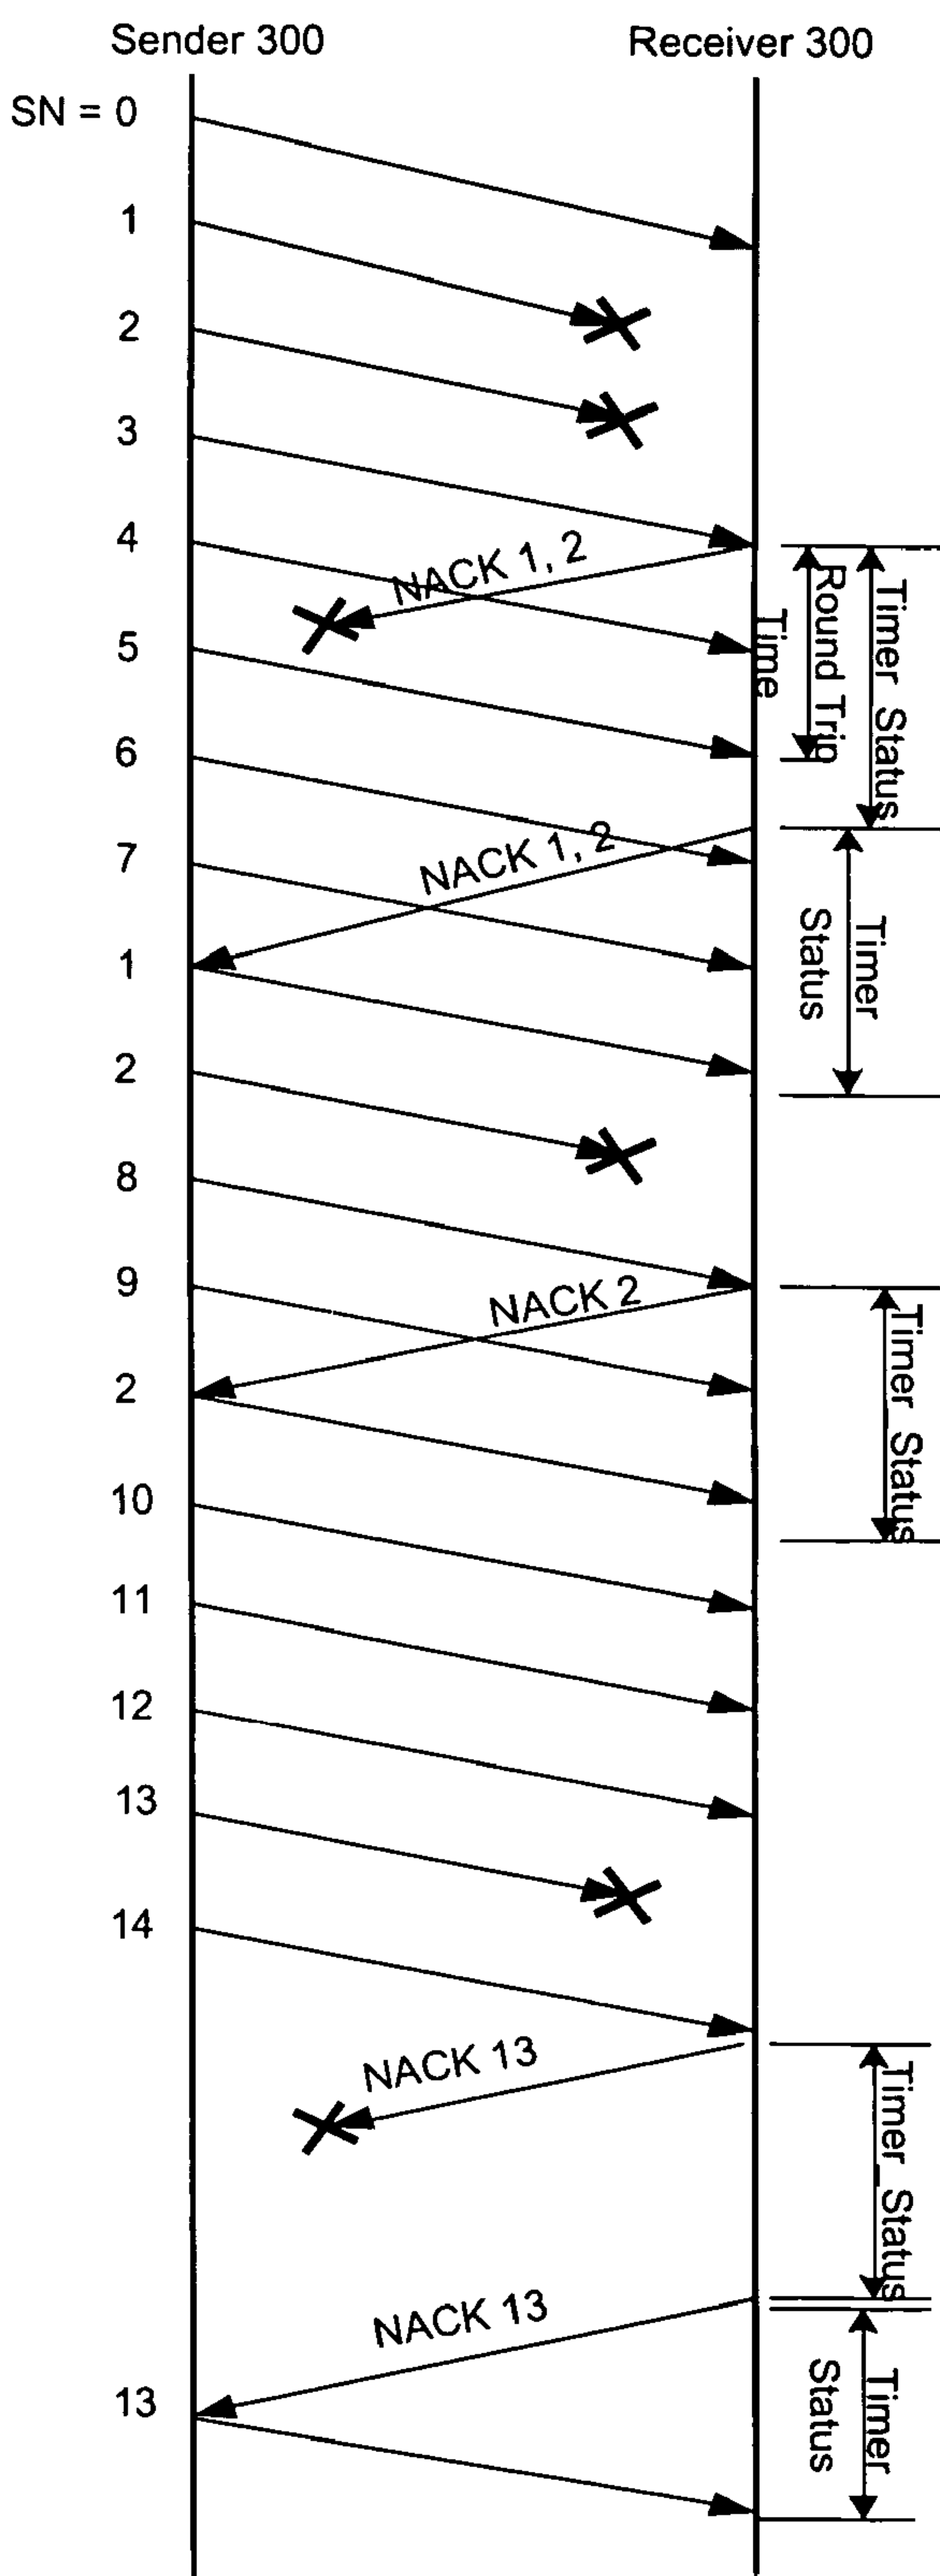 Sender 300
Receiver 300
SN = 0
1
2
3
4
NACK 1, 2
Time
Round Trip
Timer_Status
5
6
7
NACK 1, 2
Timer
Status
1
2
8
9
NACK 2
Timer_Status
2
10
11
12
13
14
NACK 13
Timer_Status
NACK 13
13
Timer
Status